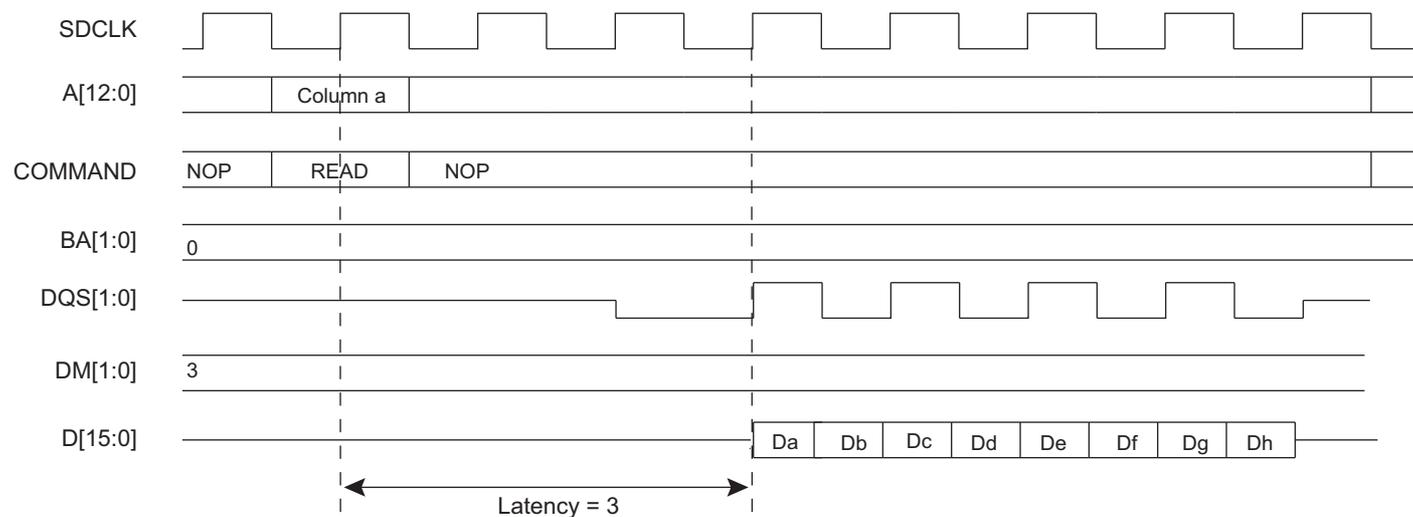 SDCLK
A[12:0]
Column a
COMMAND
NOP
READ
NOP
BA[1:0]
0
DQS[1:0]
DM[1:0]
3
D[15:0]
Da
Db
Dc
Dd
De
Df
Dg
Dh
Latency = 3